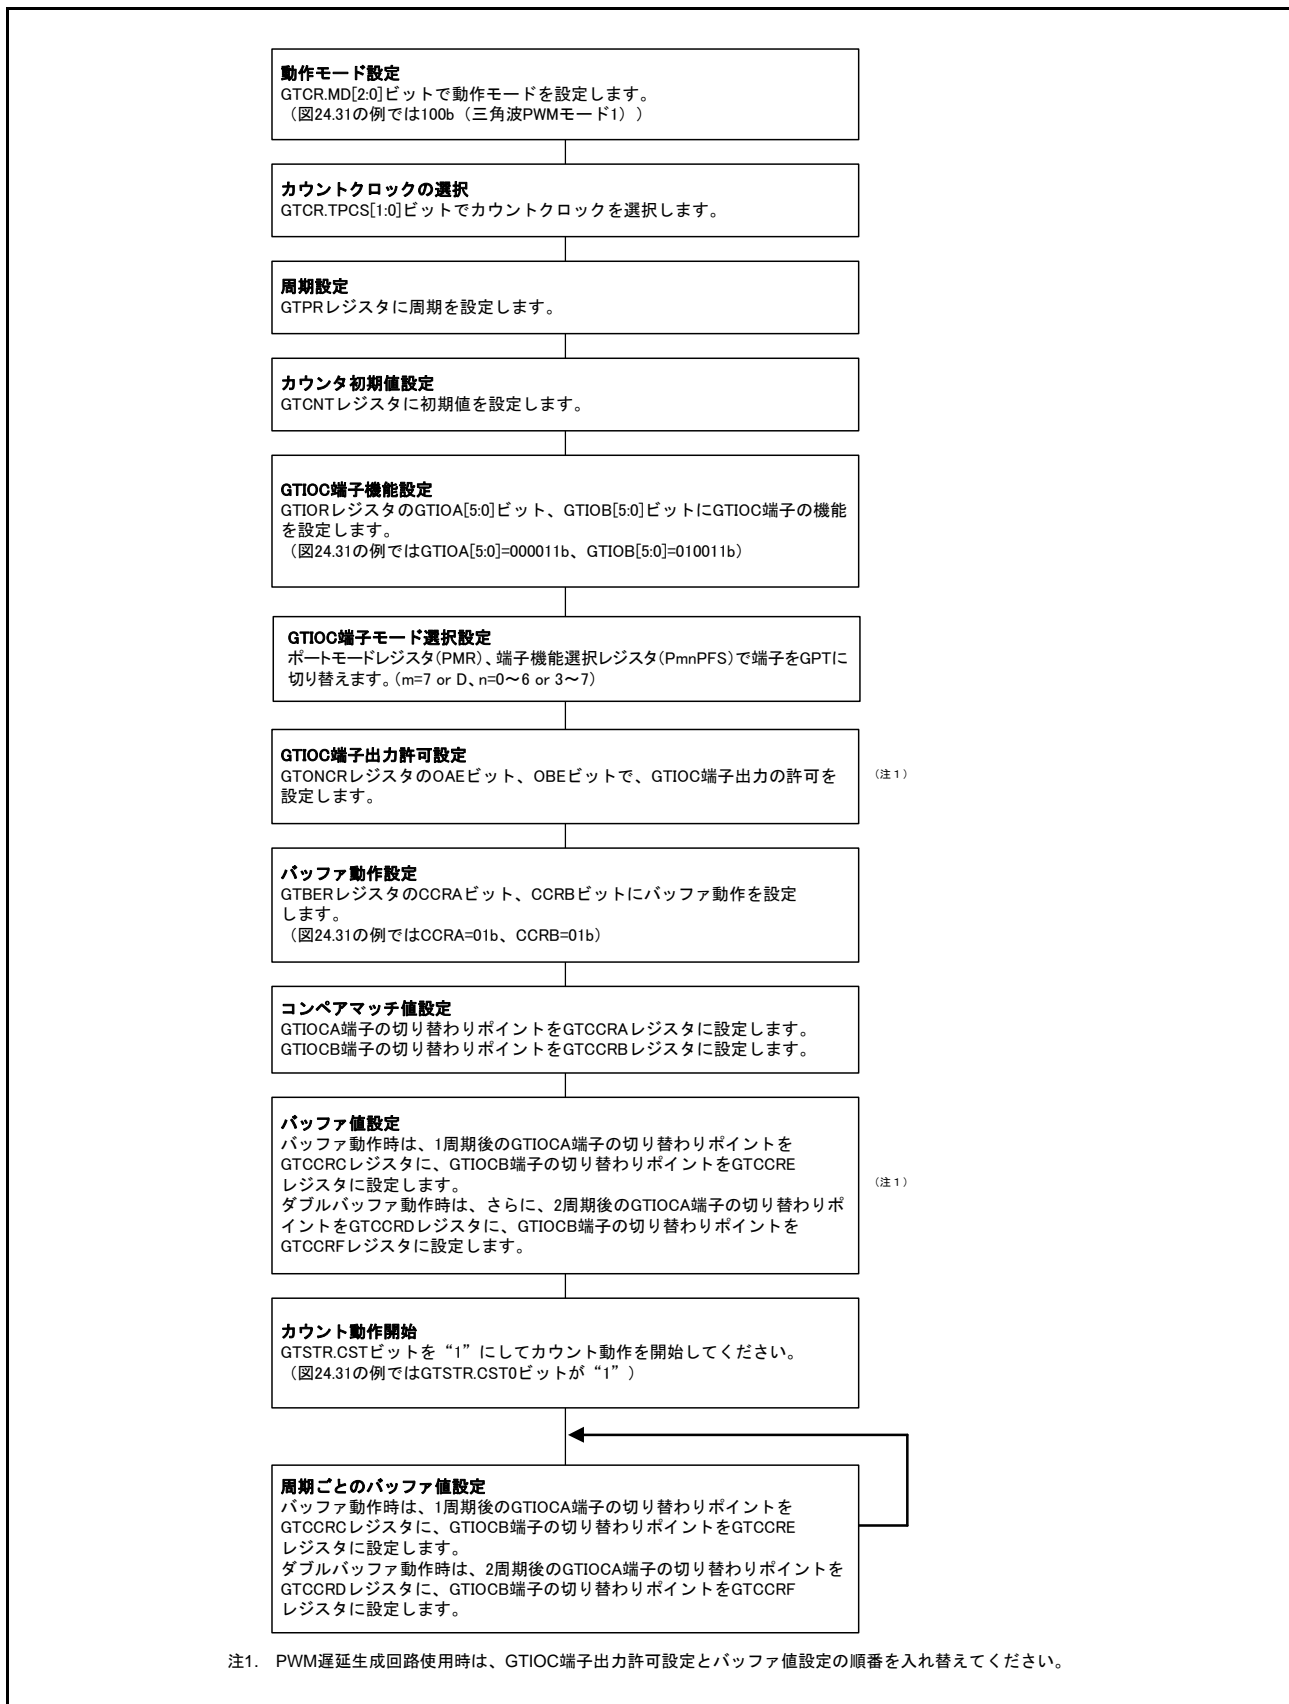 動作モード設定
GTCR.MD[2:0]ビットで動作モードを設定します。
（図24.31の例では100b（三角波PWMモード1））
カウントクロックの選択
GTCR.TPCS[1:0]ビットでカウントクロックを選択します。
周期設定
GTPRレジスタに周期を設定します。
カウンタ初期値設定
GTCNTレジスタに初期値を設定します。
GTIOC端子機能設定
GTIORレジスタのGTIOA[5:0]ビット、GTIOB[5:0]ビットにGTIOC端子の機能
を設定します。
（図24.31の例ではGTIOA[5:0]=000011b、GTIOB[5:0]=010011b）
GTIOC端子モード選択設定
ポートモードレジスタ(PMR)、端子機能選択レジスタ(PmnPFS)で端子をGPTに
切り替えます。(m=7 or D、n=0～6 or 3～7)
GTIOC端子出力許可設定
GTONCRレジスタのOAEビット、OBEビットで、GTIOC端子出力の許可を
設定します。
（注1）
バッファ動作設定
GTBERレジスタのCCRAビット、CCRBビットにバッファ動作を設定
します。
（図24.31の例ではCCRA=01b、CCRB=01b）
コンペアマッチ値設定
GTIOCA端子の切り替わりポイントをGTCCRAレジスタに設定します。
GTIOCB端子の切り替わりポイントをGTCCRBレジスタに設定します。
バッファ値設定
バッファ動作時は、1周期後のGTIOCA端子の切り替わりポイントを
GTCCRCレジスタに、GTIOCB端子の切り替わりポイントをGTCCRE
レジスタに設定します。
ダブルバッファ動作時は、さらに、2周期後のGTIOCA端子の切り替わりポ
イントをGTCCRDレジスタに、GTIOCB端子の切り替わりポイントを
GTCCRFレジスタに設定します。
（注1）
カウント動作開始
GTSTR.CSTビットを“1”にしてカウント動作を開始してください。
（図24.31の例ではGTSTR.CST0ビットが“1”）
周期ごとのバッファ値設定
バッファ動作時は、1周期後のGTIOCA端子の切り替わりポイントを
GTCCRCレジスタに、GTIOCB端子の切り替わりポイントをGTCCRE
レジスタに設定します。
ダブルバッファ動作時は、2周期後のGTIOCA端子の切り替わりポイントを
GTCCRDレジスタに、GTIOCB端子の切り替わりポイントをGTCCRF
レジスタに設定します。
注1. PWM遅延生成回路使用時は、GTIOC端子出力許可設定とバッファ値設定の順番を入れ替えてください。